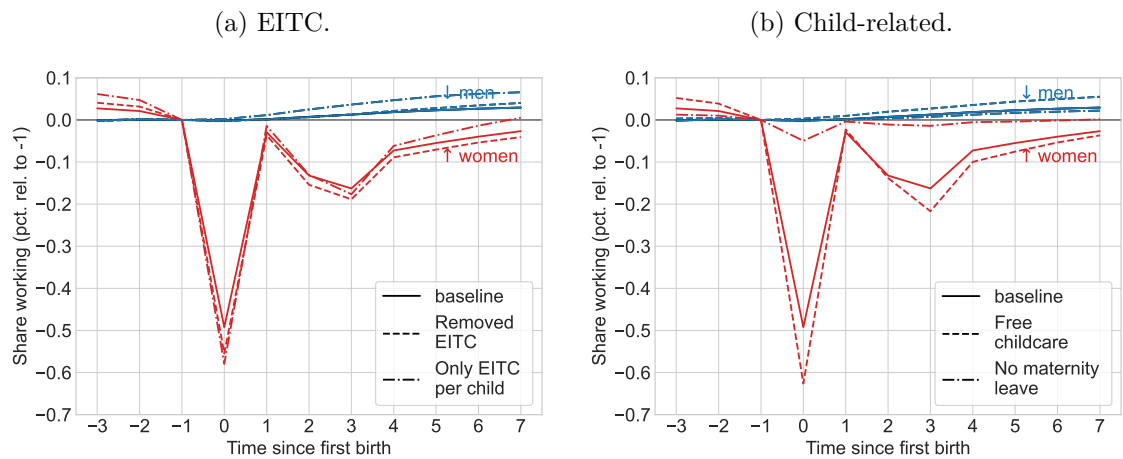 (a) EITC.
Share working (pct. rel. to -1)
0.1
0.0
−0.1
−0.2
−0.3
−0.4
−0.5
−0.6
−0.7
↓ men
↑ women
baseline
Removed
EITC
Only EITC
per child
−3 −2 −1 0 1 2 3 4 5 6 7
Time since first birth
(b) Child-related.
Share working (pct. rel. to -1)
0.1
0.0
−0.1
−0.2
−0.3
−0.4
−0.5
−0.6
−0.7
↓ men
↑ women
baseline
Free
childcare
No maternity
leave
−3 −2 −1 0 1 2 3 4 5 6 7
Time since first birth